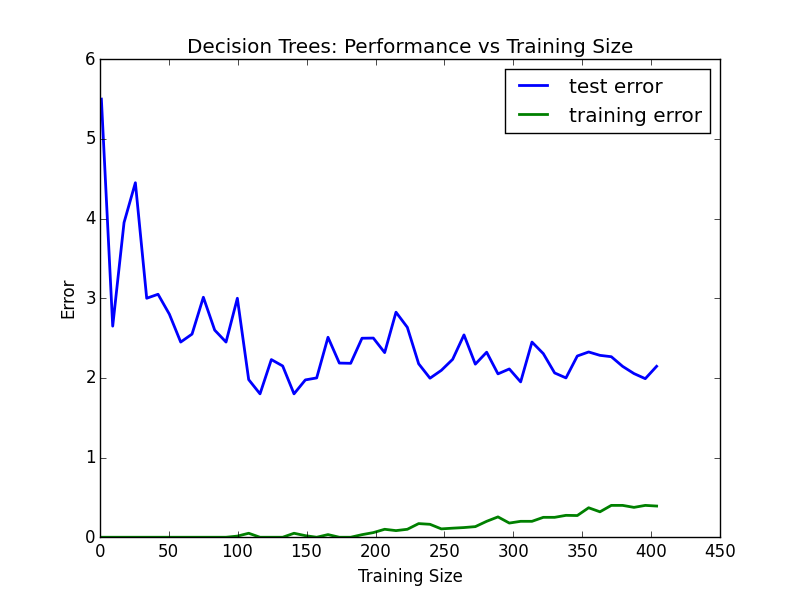 Decision Trees: Performance vs Training Size
test error
training error
6
5
4
3
2
1
0
Error
0 50 100 150 200 250 300 350 400 450
Training Size